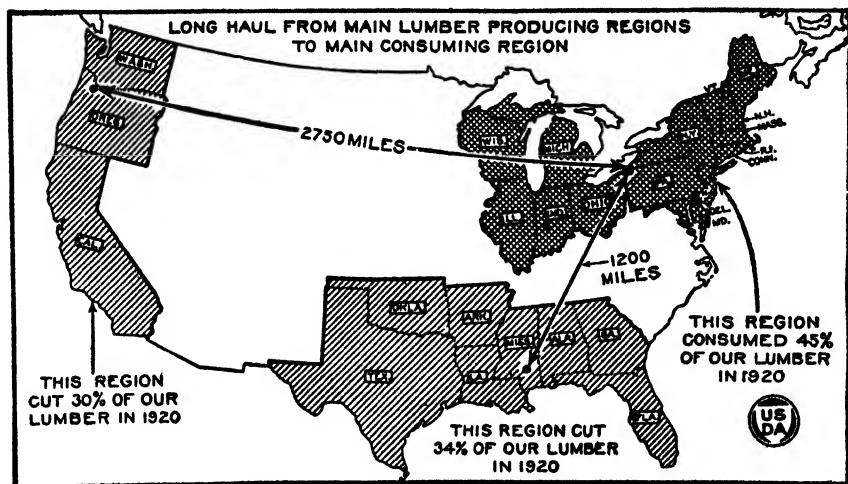 LONG HAUL FROM MAIN LUMBER PRODUCING REGIONS
TO MAIN CONSUMING REGION
WASH
OREG
CAL.
2750 MILES
WIS
MICH
ILL
IND
OHIO
N.Y
VT
N.H.
MASS.
R.I.
CONN.
DEL.
MD.
1200
MILES
OKLA
ARK
TEX
LA
MISS
ALA
GA
FLA
THIS REGION
CUT 30% OF OUR
LUMBER IN 1920
THIS REGION CUT
34% OF OUR LUMBER
IN 1920
THIS REGION
CONSUMED 45%
OF OUR LUMBER
IN 1920
US
DA